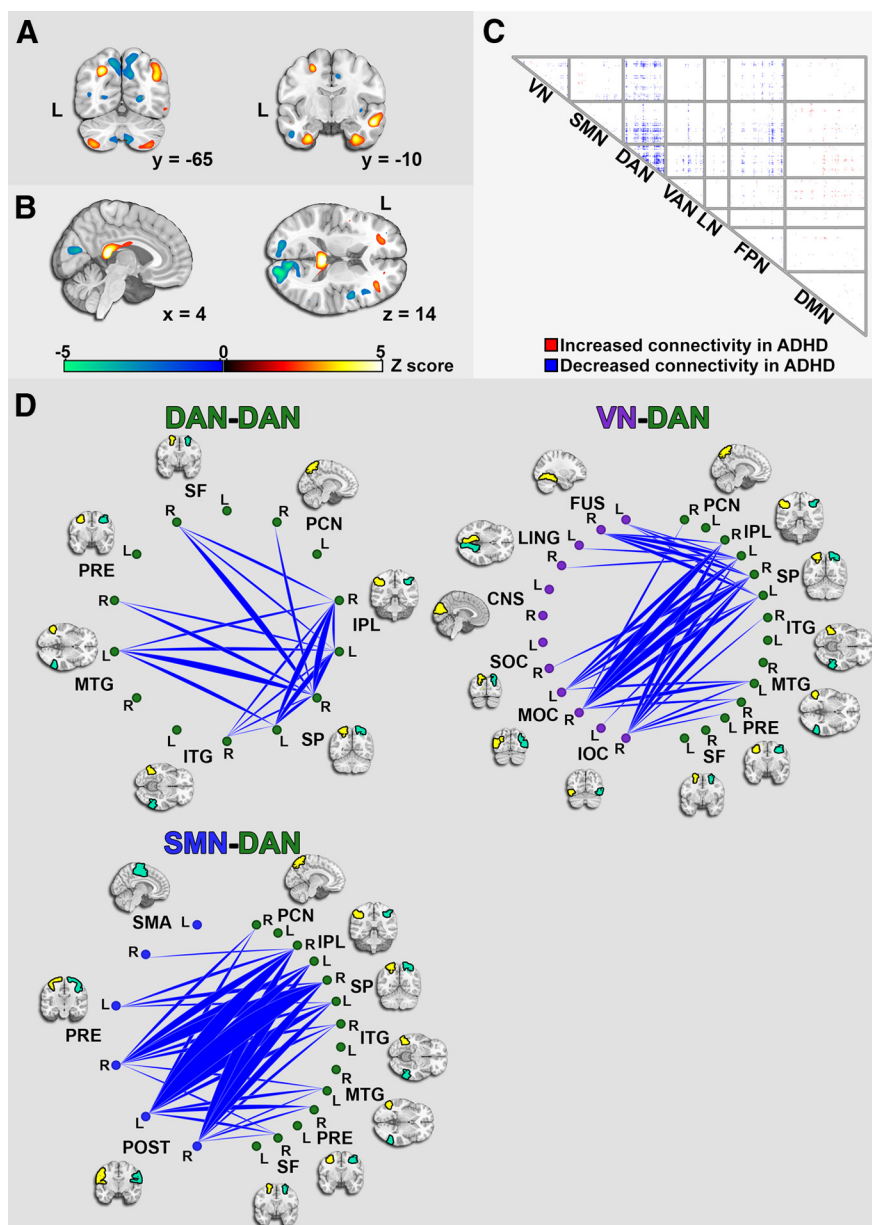 A
C
L
y = -65
y = -10
B
L
x = 4
z = 14
-5
0
5
Z score
VN
SMN
DAN
VAN
LN
FPN
DMN
Increased connectivity in ADHD
Decreased connectivity in ADHD
D
DAN-DAN
SF
L
R
R
PCN
L
L
PRE
R
R
IPL
L
L
MTG
R
R
SP
L
L
ITG
R
VN-DAN
FUS
L
R
LING
L
R
CNS
L
R
SOC
L
R
MOC
L
R
IOC
L
R
R
PCN
L
R
IPL
L
R
SP
L
R
ITG
L
R
MTG
L
R
PRE
L
R
SF
L
SMN-DAN
SMA
L
R
PRE
L
R
POST
L
R
R
PCN
L
R
IPL
L
R
SP
L
R
ITG
L
R
MTG
L
R
PRE
L
R
SF
L